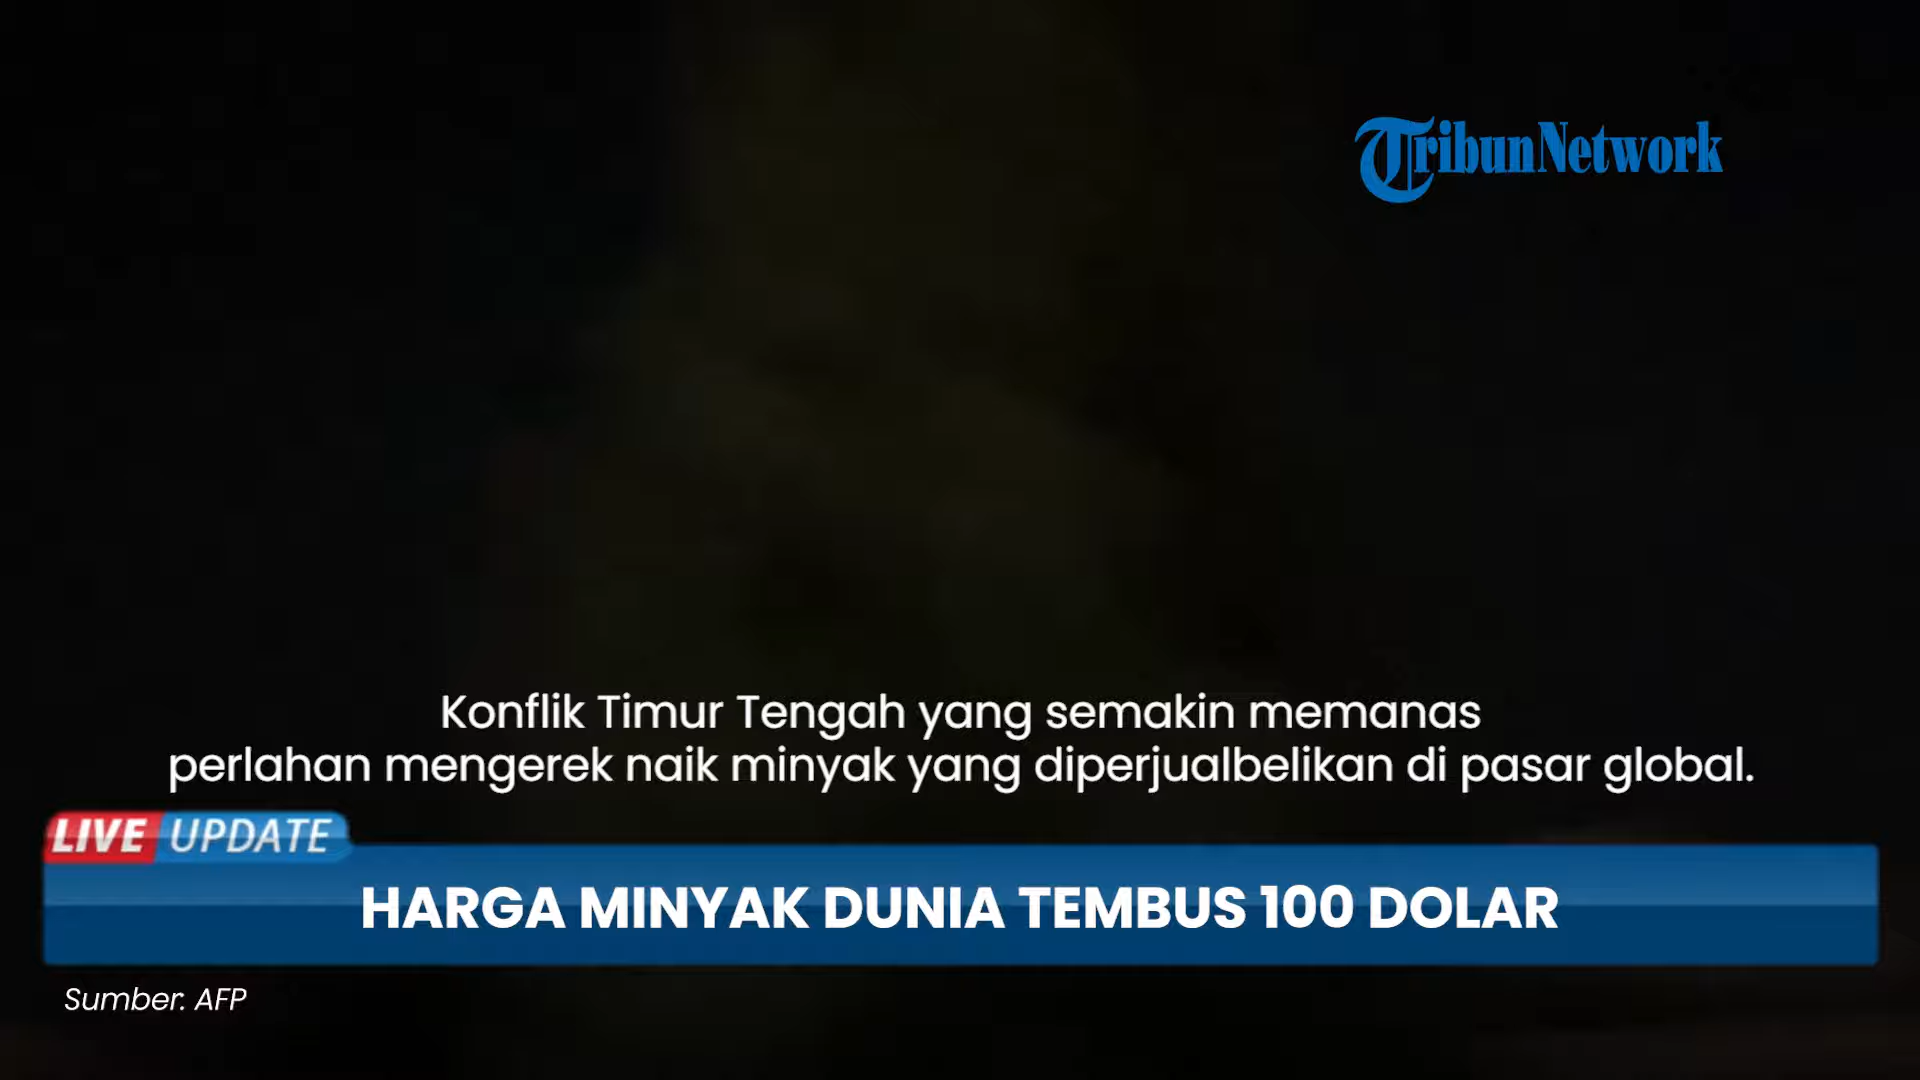 TribunNetwork
Konflik Timur Tengah yang semakin memanas
perlahan mengerek naik minyak yang diperjualbelikan di pasar global.
LIVE UPDATE
HARGA MINYAK DUNIA TEMBUS 100 DOLAR
Sumber: AFP